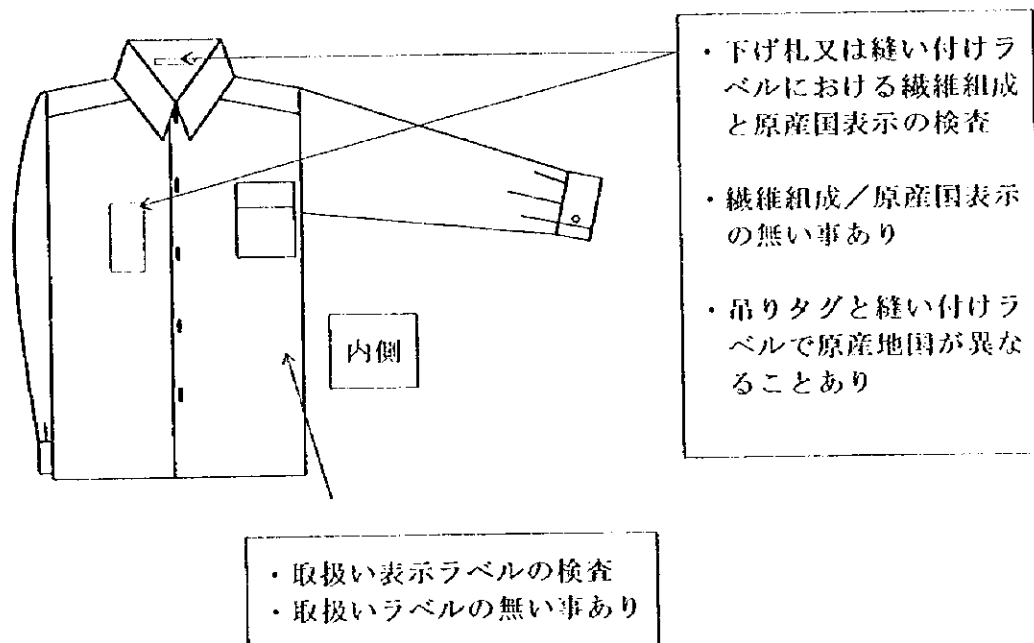 ・下げ札又は縫い付けラ
ベルにおける繊維組成
と原産国表示の検査
・繊維組成／原産国表示
の無い事あり
・吊りタグと縫い付けラ
ベルで原産地国が異な
ることあり
内側
・取扱い表示ラベルの検査
・取扱いラベルの無い事あり